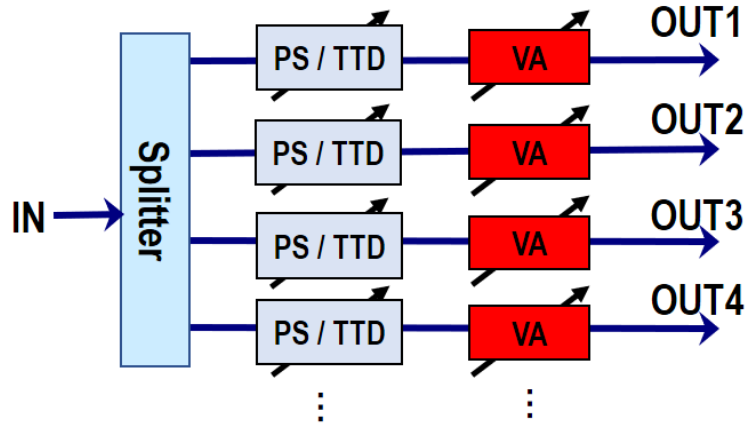 OUT1
PS / TTD
VA
OUT2
PS / TTD
VA
Splitter
IN
OUT3
PS / TTD
VA
OUT4
PS / TTD
VA